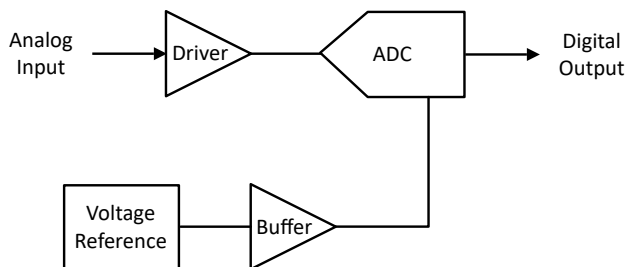 Analog
Input
Driver
ADC
Digital
Output
Voltage
Reference
Buffer